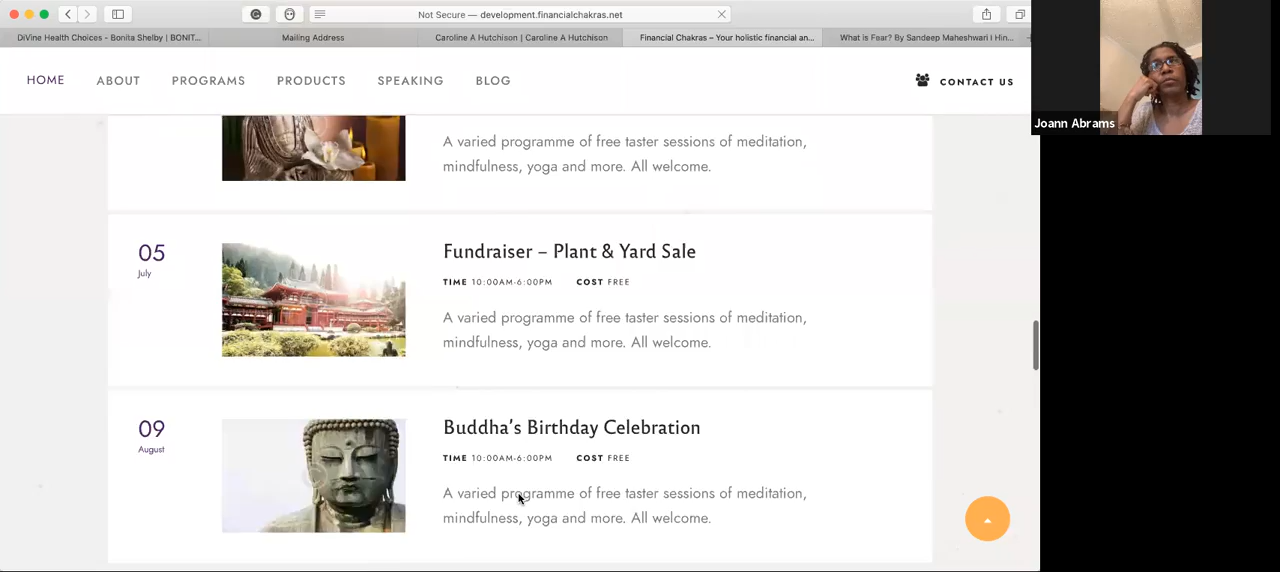 Not Secure — development.financialchakras.net
DiVine Health Choices - Bonita Shelby | BONIT...
Mailing Address
Caroline A Hutchison | Caroline A Hutchison
Financial Chakras – Your holistic financial an...
What is Fear? By Sandeep Maheshwari I Hin...
HOME ABOUT PROGRAMS PRODUCTS SPEAKING BLOG CONTACT US
Joann Abrams
A varied programme of free taster sessions of meditation,
mindfulness, yoga and more. All welcome.
05
July
Fundraiser – Plant & Yard Sale
TIME 10:00AM-6:00PM COST FREE
A varied programme of free taster sessions of meditation,
mindfulness, yoga and more. All welcome.
09
August
Buddha's Birthday Celebration
TIME 10:00AM-6:00PM COST FREE
A varied programme of free taster sessions of meditation,
mindfulness, yoga and more. All welcome.